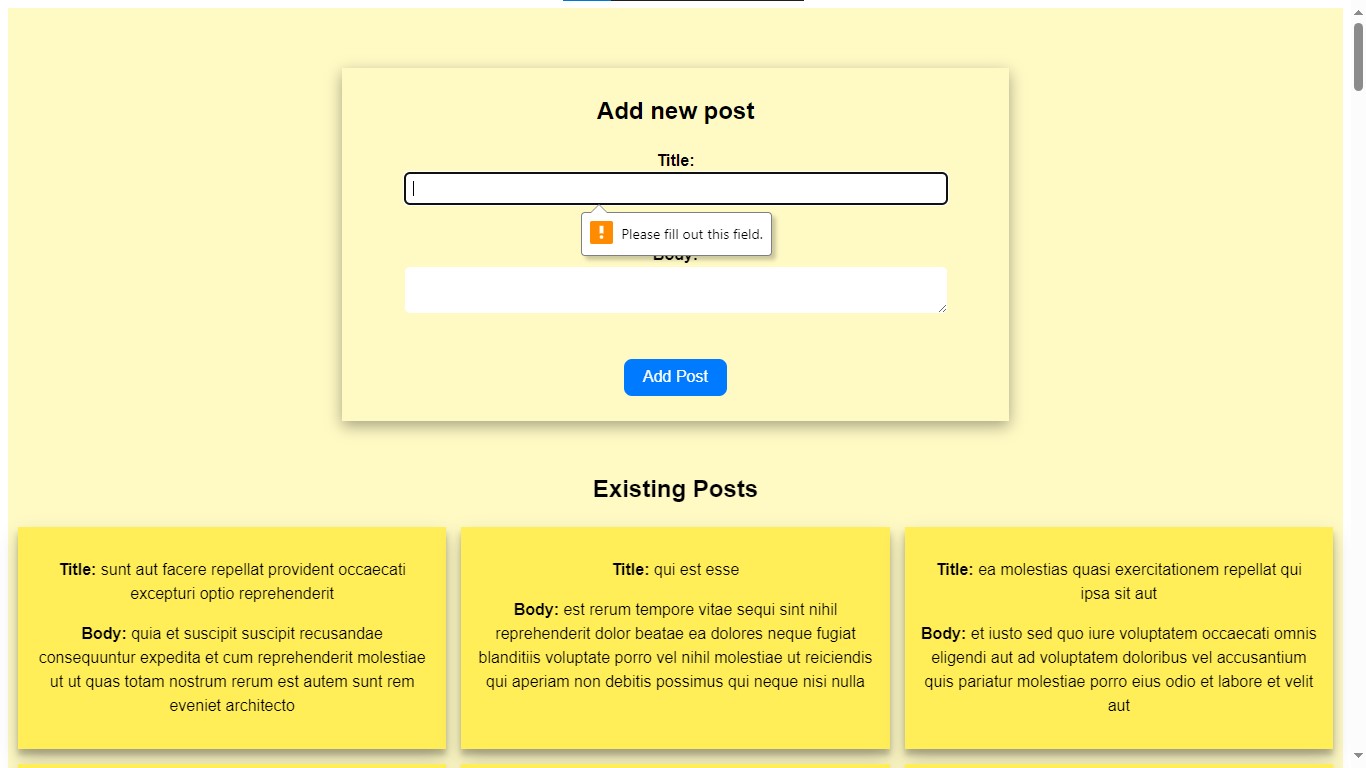 Add new post
Title:
Please fill out this field.
Body:
Add Post
Existing Posts
Title: sunt aut facere repellat provident occaecati
excepturi optio reprehenderit
Body: quia et suscipit suscipit recusandae
consequuntur expedita et cum reprehenderit molestiae
ut ut quas totam nostrum rerum est autem sunt rem
eveniet architecto
Title: qui est esse
Body: est rerum tempore vitae sequi sint nihil
reprehenderit dolor beatae ea dolores neque fugiat
blanditiis voluptate porro vel nihil molestiae ut reiciendis
qui aperiam non debitis possimus qui neque nisi nulla
Title: ea molestias quasi exercitationem repellat qui
ipsa sit aut
Body: et iusto sed quo iure voluptatem occaecati omnis
eligendi aut ad voluptatem doloribus vel accusantium
quis pariatur molestiae porro eius odio et labore et velit
aut